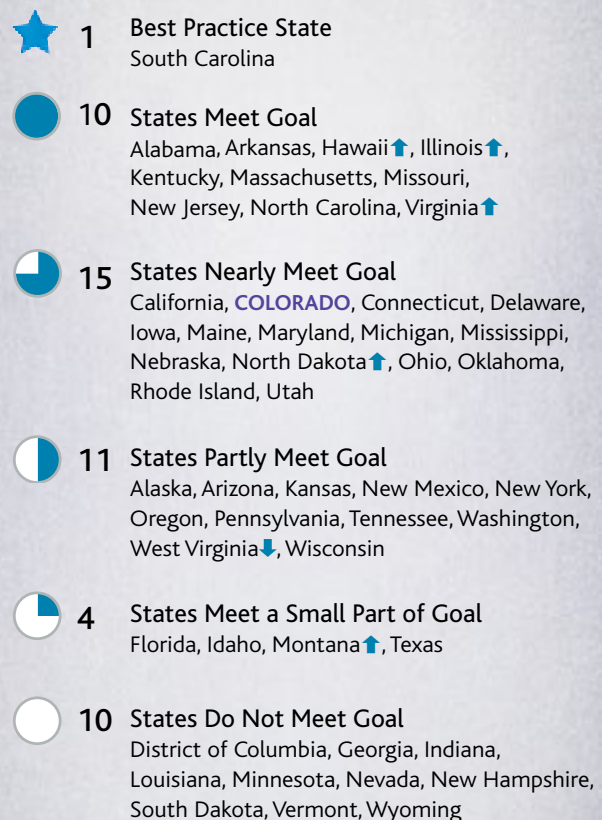 1 Best Practice State
South Carolina
10 States Meet Goal
Alabama, Arkansas, Hawaii⬆, Illinois⬆,
Kentucky, Massachusetts, Missouri,
New Jersey, North Carolina, Virginia⬆
15 States Nearly Meet Goal
California, COLORADO, Connecticut, Delaware,
Iowa, Maine, Maryland, Michigan, Mississippi,
Nebraska, North Dakota⬆, Ohio, Oklahoma,
Rhode Island, Utah
11 States Partly Meet Goal
Alaska, Arizona, Kansas, New Mexico, New York,
Oregon, Pennsylvania, Tennessee, Washington,
West Virginia⬇, Wisconsin
4 States Meet a Small Part of Goal
Florida, Idaho, Montana⬆, Texas
10 States Do Not Meet Goal
District of Columbia, Georgia, Indiana,
Louisiana, Minnesota, Nevada, New Hampshire,
South Dakota, Vermont, Wyoming